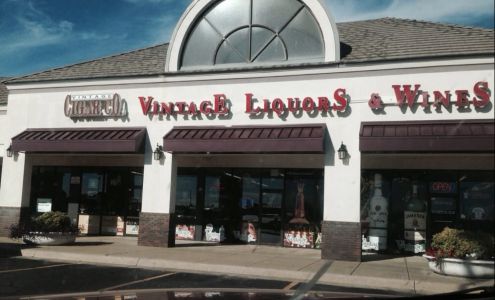 VINTAGE
CIGAR CO.
VINTAGE LIQUORS & WINES
OPEN